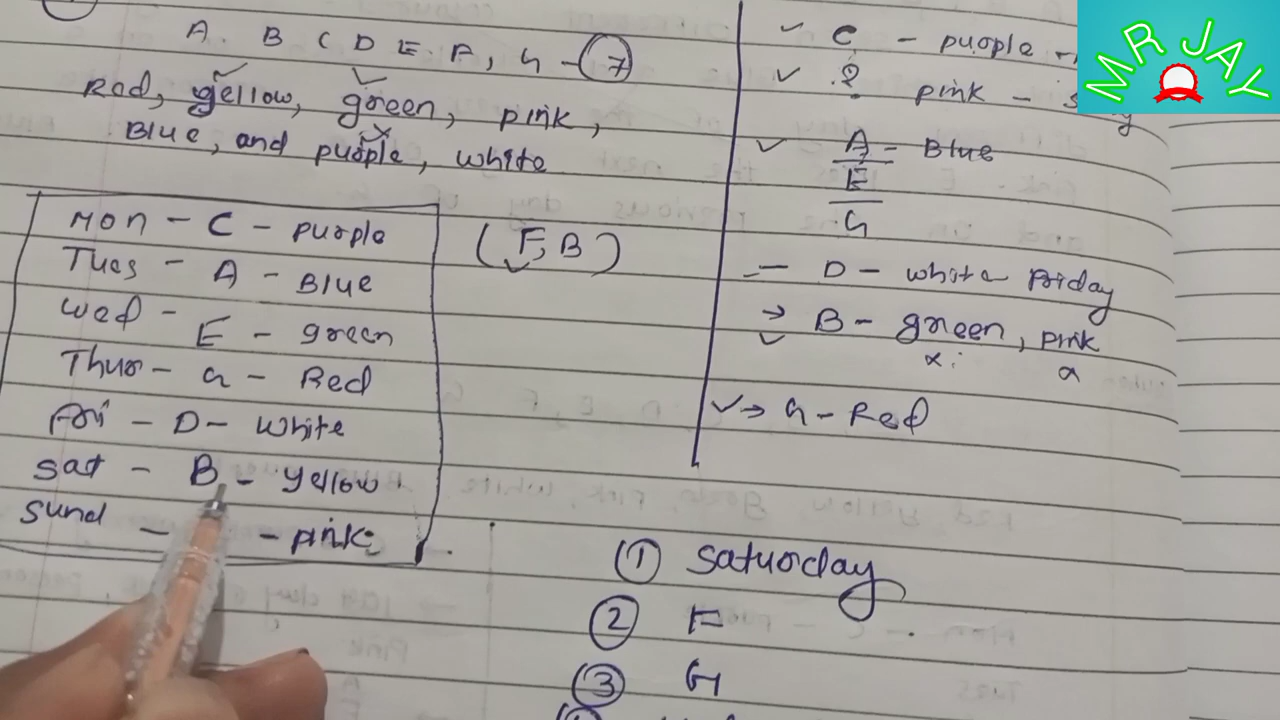 A B C D E F, G - 7
Red, yellow, green, pink,
Blue, and purple, white
Mon - C - purple
Tues - A - Blue
Wed - E - green
Thur - G - Red
Fri - D - white
Sat - B - yellow
Sund - - pink
(F, B)
C - purple
? pink -
A - Blue
E
G
D - white Friday
→ B - green, pink
x x
→ G - Red
① Saturday
② F
③ G
MR JAY